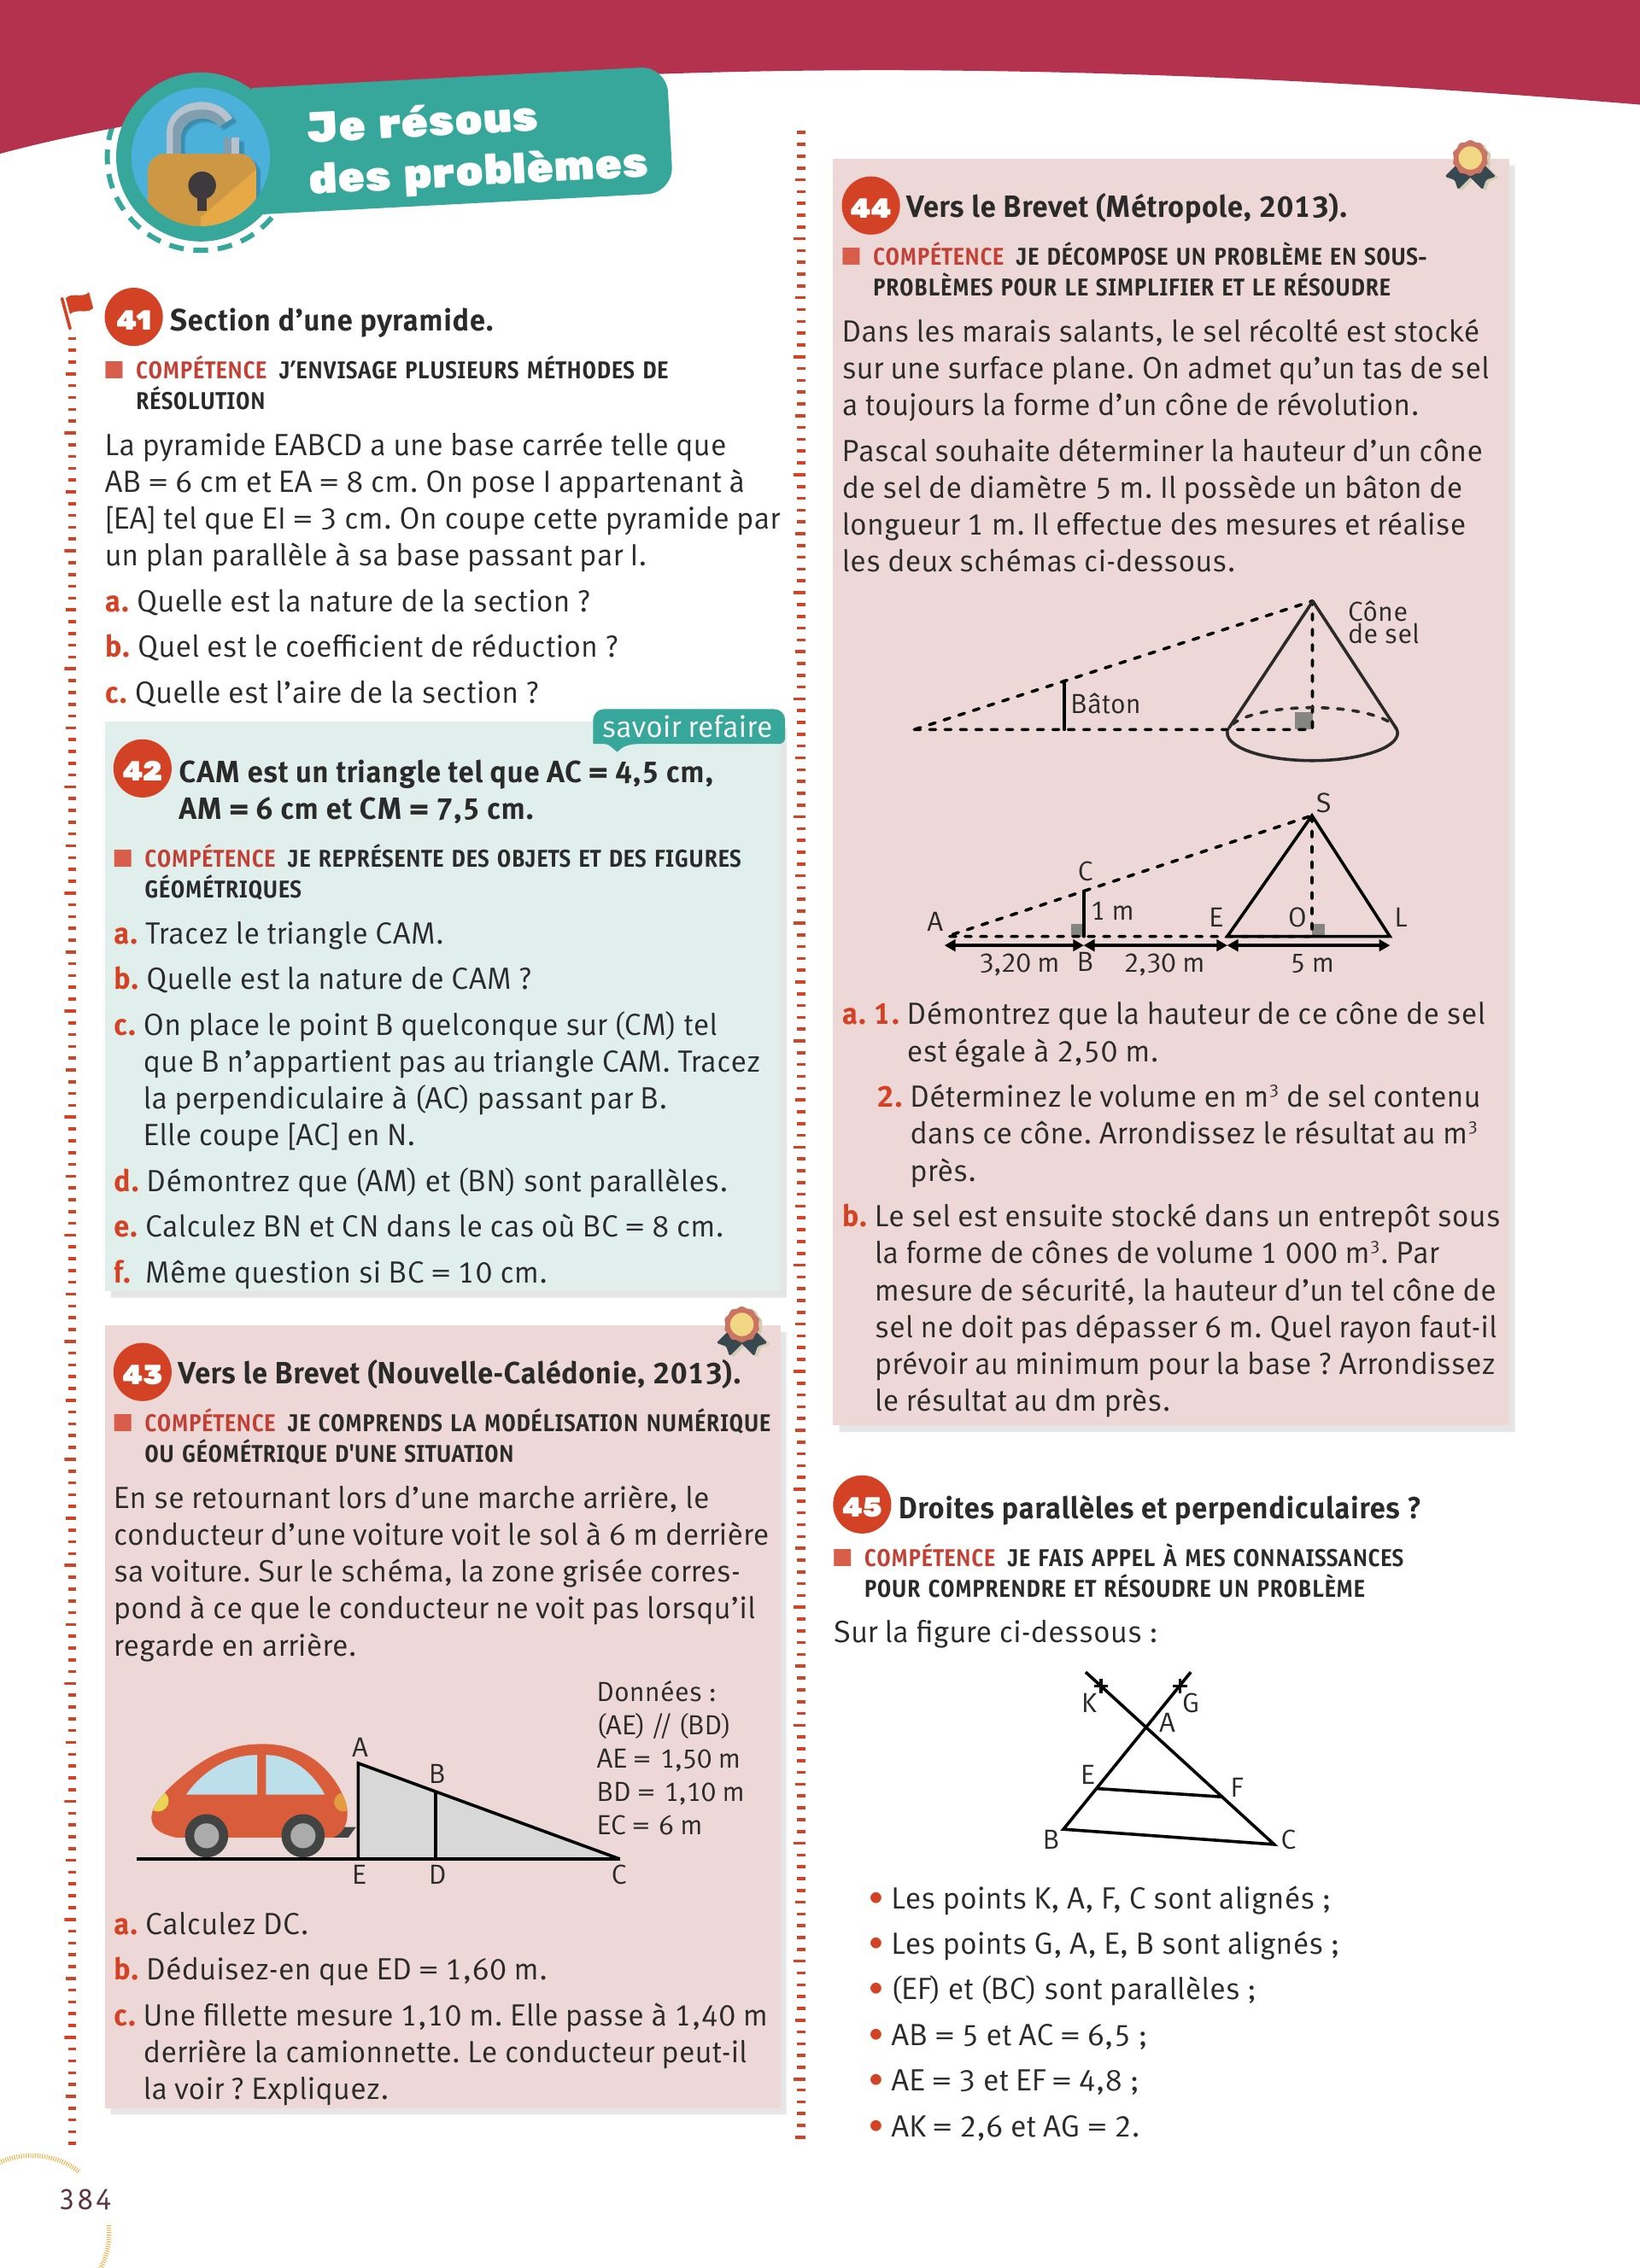 Je résous
des problèmes
41 Section d’une pyramide.
COMPÉTENCE J’ENVISAGE PLUSIEURS MÉTHODES DE
RÉSOLUTION
La pyramide EABCD a une base carrée telle que
AB = 6 cm et EA = 8 cm. On pose I appartenant à
[EA] tel que EI = 3 cm. On coupe cette pyramide par
un plan parallèle à sa base passant par I.
a. Quelle est la nature de la section ?
b. Quel est le coefficient de réduction ?
c. Quelle est l’aire de la section ?
savoir refaire
42 CAM est un triangle tel que AC = 4,5 cm,
AM = 6 cm et CM = 7,5 cm.
COMPÉTENCE JE REPRÉSENTE DES OBJETS ET DES FIGURES
GÉOMÉTRIQUES
a. Tracez le triangle CAM.
b. Quelle est la nature de CAM ?
c. On place le point B quelconque sur (CM) tel
que B n’appartient pas au triangle CAM. Tracez
la perpendiculaire à (AC) passant par B.
Elle coupe [AC] en N.
d. Démontrez que (AM) et (BN) sont parallèles.
e. Calculez BN et CN dans le cas où BC = 8 cm.
f. Même question si BC = 10 cm.
43 Vers le Brevet (Nouvelle-Calédonie, 2013).
COMPÉTENCE JE COMPRENDS LA MODÉLISATION NUMÉRIQUE
OU GÉOMÉTRIQUE D'UNE SITUATION
En se retournant lors d’une marche arrière, le
conducteur d’une voiture voit le sol à 6 m derrière
sa voiture. Sur le schéma, la zone grisée corres-
pond à ce que le conducteur ne voit pas lorsqu’il
regarde en arrière.
Données :
(AE) // (BD)
AE = 1,50 m
BD = 1,10 m
EC = 6 m
A
B
E
D
C
a. Calculez DC.
b. Déduisez-en que ED = 1,60 m.
c. Une fillette mesure 1,10 m. Elle passe à 1,40 m
derrière la camionnette. Le conducteur peut-il
la voir ? Expliquez.
44 Vers le Brevet (Métropole, 2013).
COMPÉTENCE JE DÉCOMPOSE UN PROBLÈME EN SOUS-
PROBLÈMES POUR LE SIMPLIFIER ET LE RÉSOUDRE
Dans les marais salants, le sel récolté est stocké
sur une surface plane. On admet qu’un tas de sel
a toujours la forme d’un cône de révolution.
Pascal souhaite déterminer la hauteur d’un cône
de sel de diamètre 5 m. Il possède un bâton de
longueur 1 m. Il effectue des mesures et réalise
les deux schémas ci-dessous.
Cône
de sel
Bâton
S
C
A
1 m
E
O
L
3,20 m
B
2,30 m
5 m
a. 1. Démontrez que la hauteur de ce cône de sel
est égale à 2,50 m.
2. Déterminez le volume en m³ de sel contenu
dans ce cône. Arrondissez le résultat au m³
près.
b. Le sel est ensuite stocké dans un entrepôt sous
la forme de cônes de volume 1 000 m³. Par
mesure de sécurité, la hauteur d’un tel cône de
sel ne doit pas dépasser 6 m. Quel rayon faut-il
prévoir au minimum pour la base ? Arrondissez
le résultat au dm près.
45 Droites parallèles et perpendiculaires ?
COMPÉTENCE JE FAIS APPEL À MES CONNAISSANCES
POUR COMPRENDRE ET RÉSOUDRE UN PROBLÈME
Sur la figure ci-dessous :
K
G
A
E
F
B
C
• Les points K, A, F, C sont alignés ;
• Les points G, A, E, B sont alignés ;
• (EF) et (BC) sont parallèles ;
• AB = 5 et AC = 6,5 ;
• AE = 3 et EF = 4,8 ;
• AK = 2,6 et AG = 2.
384